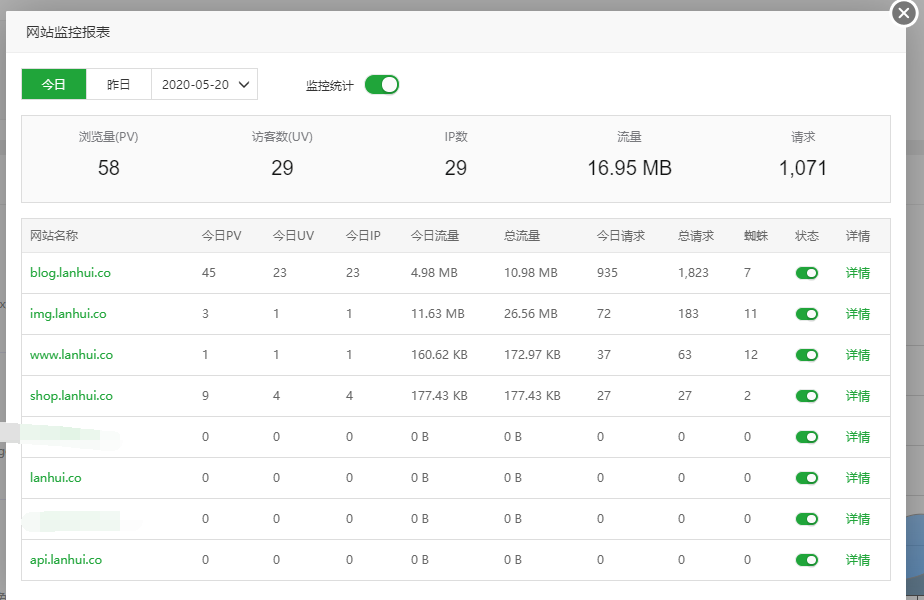 网站监控报表
今日 昨日 2020-05-20 监控统计
浏览量(PV) 访客数(UV) IP数 流量 请求
58 29 29 16.95 MB 1,071
网站名称 今日PV 今日UV 今日IP 今日流量 总流量 今日请求 总请求 蜘蛛 状态 详情
blog.lanhui.co 45 23 23 4.98 MB 10.98 MB 935 1,823 7 详情
img.lanhui.co 3 1 1 11.63 MB 26.56 MB 72 183 11 详情
www.lanhui.co 1 1 1 160.62 KB 172.97 KB 37 63 12 详情
shop.lanhui.co 9 4 4 177.43 KB 177.43 KB 27 27 2 详情
0 0 0 0 B 0 B 0 0 0 详情
lanhui.co 0 0 0 0 B 0 B 0 0 0 详情
0 0 0 0 B 0 B 0 0 0 详情
api.lanhui.co 0 0 0 0 B 0 B 0 0 0 详情